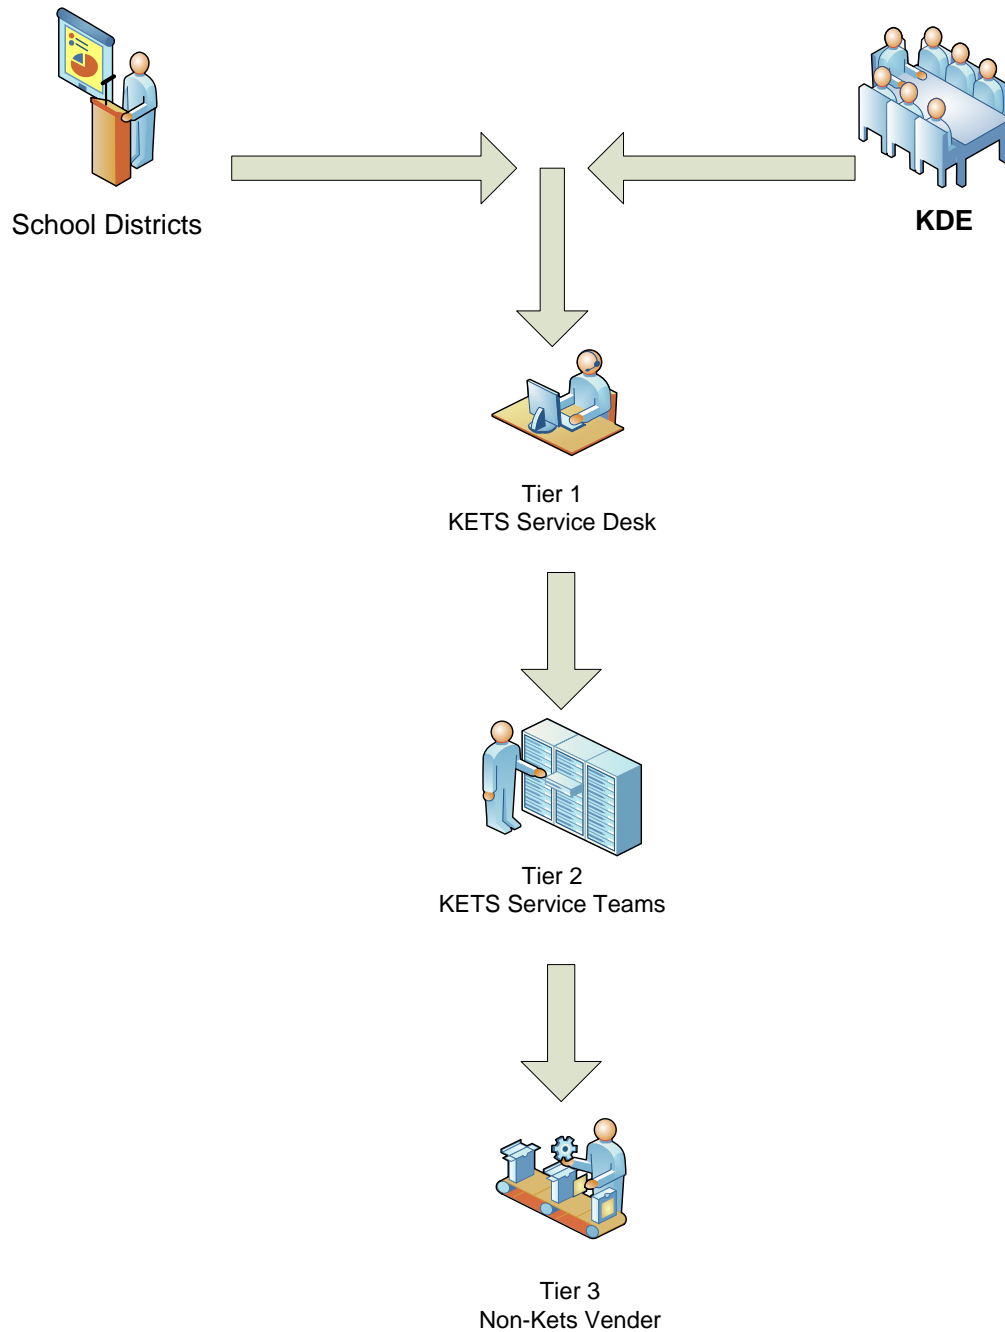 School Districts
KDE
Tier 1
KETS Service Desk
Tier 2
KETS Service Teams
Tier 3
Non-Kets Vender